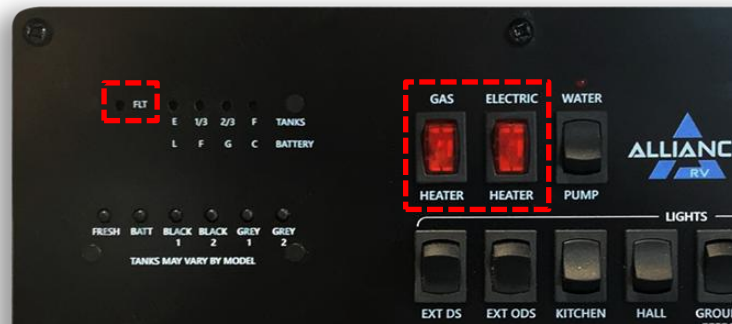 GAS ELECTRIC WATER
FLT
E 1/3 2/3 F TANKS
L F G C BATTERY
ALLIANC
RV
HEATER HEATER PUMP
LIGHTS
FRESH BATT BLACK 1 BLACK 2 GREY 1 GREY 2
TANKS MAY VARY BY MODEL
EXT DS EXT ODS KITCHEN HALL GROU